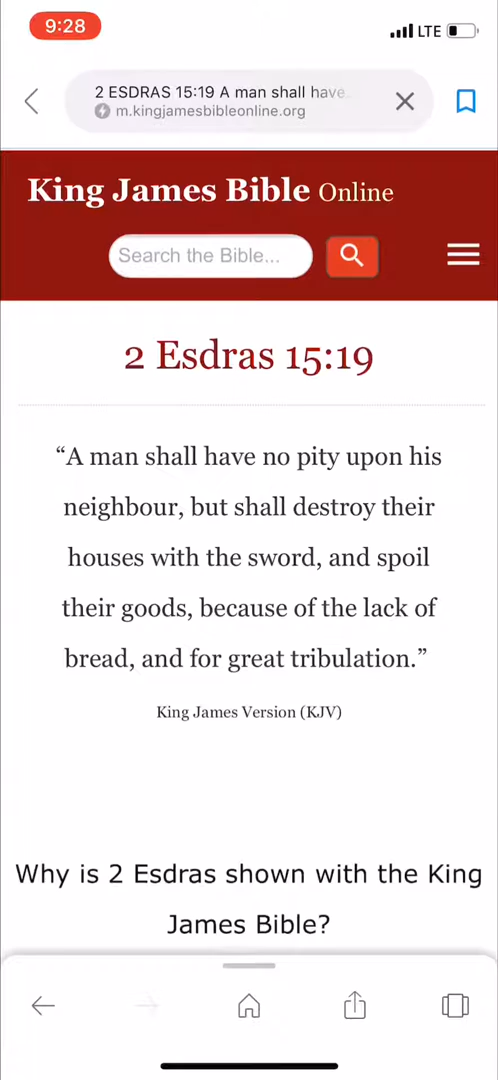 9:28
LTE
2 ESDRAS 15:19 A man shall have
m.kingjamesbibleonline.org
King James Bible Online
Search the Bible...
2 Esdras 15:19
“A man shall have no pity upon his
neighbour, but shall destroy their
houses with the sword, and spoil
their goods, because of the lack of
bread, and for great tribulation.”
King James Version (KJV)
Why is 2 Esdras shown with the King
James Bible?